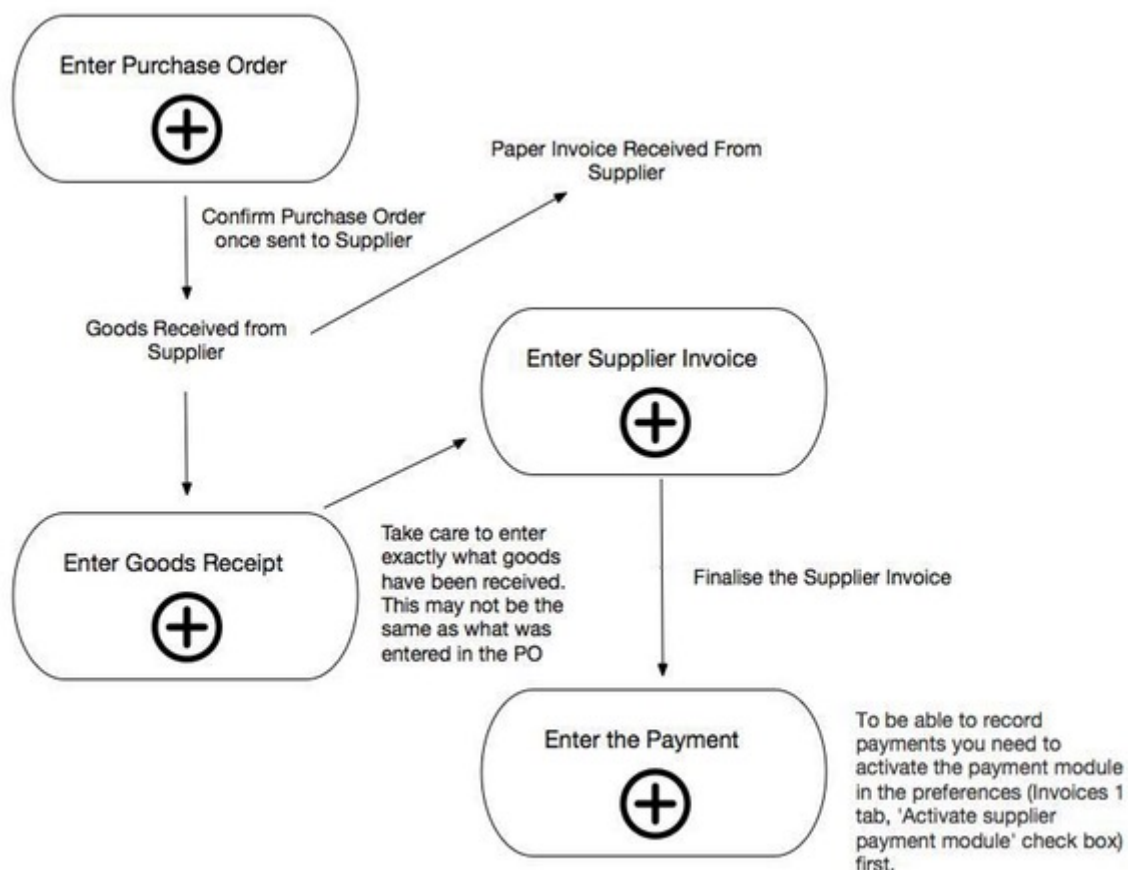 Enter Purchase Order
Paper Invoice Received From
Supplier
Confirm Purchase Order
once sent to Supplier
Goods Received from
Supplier
Enter Supplier Invoice
Enter Goods Receipt
Take care to enter
exactly what goods
have been received.
This may not be the
same as what was
entered in the PO
Finalise the Supplier Invoice
Enter the Payment
To be able to record
payments you need to
activate the payment module
in the preferences (Invoices 1
tab, 'Activate supplier
payment module' check box)
first.